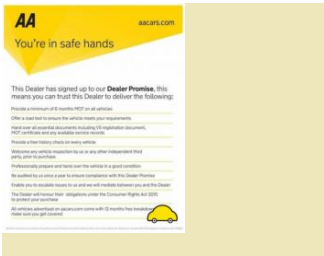 AA
aacars.com
You're in safe hands
This Dealer has signed up to our Dealer Promise, this
means you can trust this Dealer to deliver the following:
Provide a minimum of 6 months MOT on all vehicles
Offer a road test to ensure the vehicle meets your requirements
Hand over all essential documents including V5 registration document,
MOT certificate and any available service records
Provide a free history check on every vehicle
Welcome any vehicle inspection by us or any other independent third
party, prior to purchase
Professionally prepare and hand over the vehicle in a good condition
Be audited by us once a year to ensure compliance with this Dealer Promise
Enable you to escalate issues to us and we will mediate between you and the Dealer
The Dealer will honour their obligations under the Consumer Rights Act 2015
to protect your purchase
All vehicles advertised on aacars.com come with 12 months free breakdown
make sure you get covered